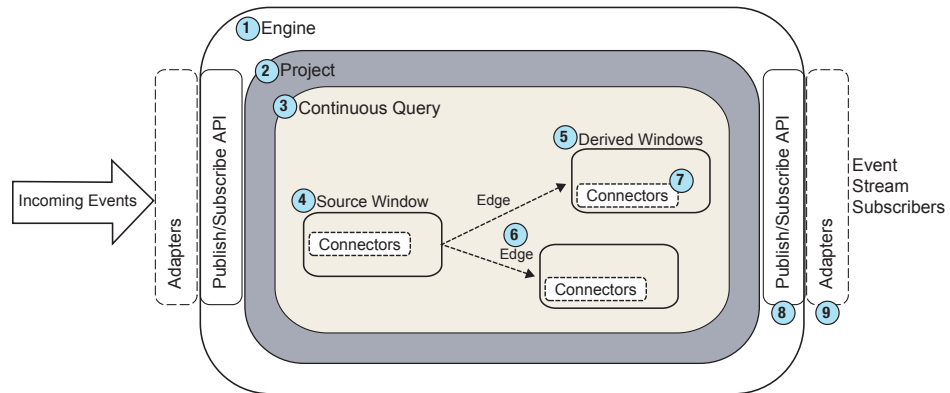 1 Engine
2 Project
3 Continuous Query
5 Derived Windows
7
Connectors
4 Source Window
Edge
Connectors
6
Edge
Connectors
Incoming Events
Adapters
Publish/Subscribe API
Publish/Subscribe API
Adapters
Event
Stream
Subscribers
8
9